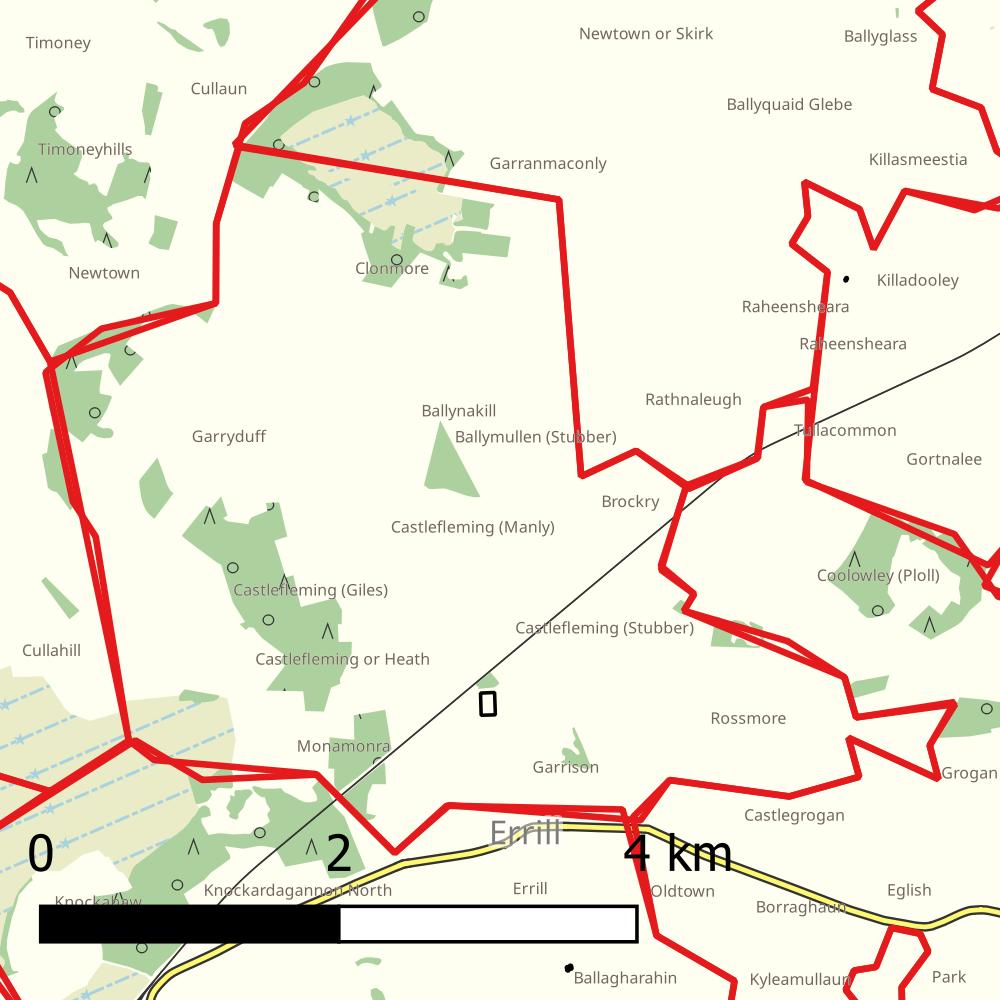 Newtown or Skirk
Ballyglass
Timoney
Cullaun
Ballyquaid Glebe
Timoneyhills
Garranmaconly
Killasmeestia
Newtown
Clonmore
Killadooley
Raheensheara
Raheensheara
Rathnaleugh
Ballynakill
Garryduff
Ballymullen (Stubber)
Tullacommon
Gortnalee
Brockry
Castlefleming (Manly)
Castlefleming (Giles)
Coolowley (Ploll)
Castlefleming (Stubber)
Cullahill
Castlefleming or Heath
Rossmore
Monamonra
Garrison
Grogan
Castlegrogan
Errill
0 2 4 km
Knockardagannon North
Errill
Oldtown
Eglish
Knockahaw
Borraghaun
Ballagharahin
Kyleamullaun
Park